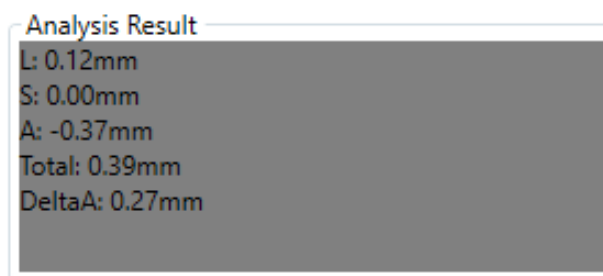 Analysis Result
L: 0.12mm
S: 0.00mm
A: -0.37mm
Total: 0.39mm
DeltaA: 0.27mm